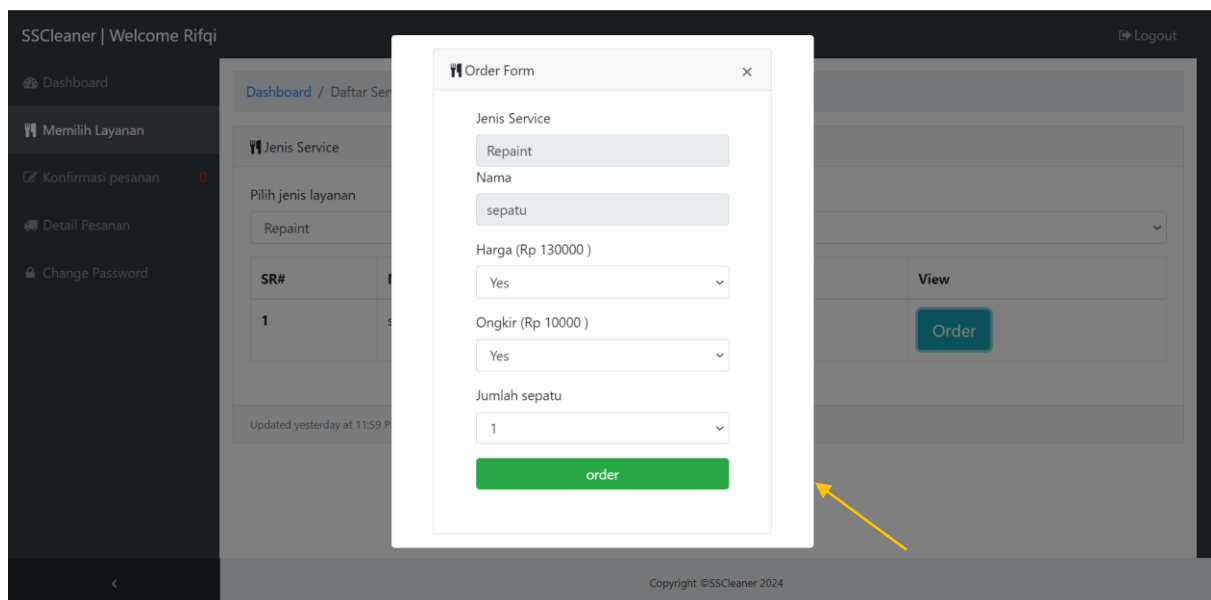 SSCleaner | Welcome Rifqi
Logout
Dashboard
Memilih Layanan
Konfirmasi pesanan 0
Detail Pesanan
Change Password
Dashboard / Daftar Ser
Jenis Service
Pilih jenis layanan
Repaint
SR#
View
1
Order
Updated yesterday at 11:59 P
Order Form ×
Jenis Service
Repaint
Nama
sepatu
Harga (Rp 130000 )
Yes
Ongkir (Rp 10000 )
Yes
Jumlah sepatu
1
order
Copyright ©SSCleaner 2024